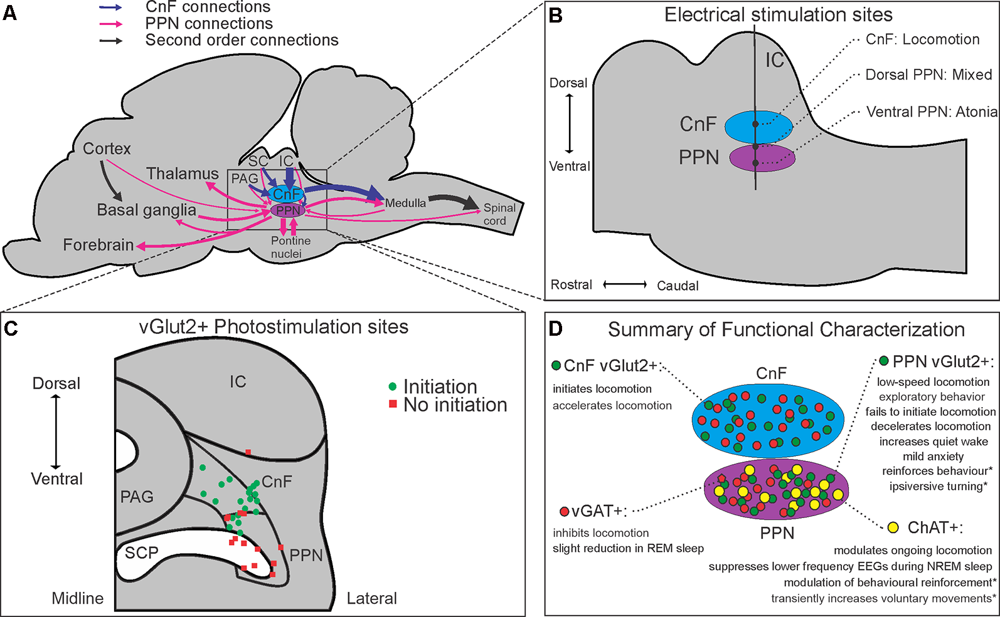 A
CnF connections
PPN connections
Second order connections
Cortex
Thalamus
Basal ganglia
Forebrain
SC
IC
PAG
CnF
PPN
Medulla
Spinal
cord
Pontine
nuclei
B
Electrical stimulation sites
IC
CnF: Locomotion
Dorsal PPN: Mixed
Ventral PPN: Atonia
Dorsal
Ventral
CnF
PPN
Rostral
Caudal
C
vGlut2+ Photostimulation sites
Initiation
No initiation
Dorsal
Ventral
IC
CnF
PAG
SCP
PPN
Midline
Lateral
D
Summary of Functional Characterization
CnF vGlut2+:
initiates locomotion
accelerates locomotion
CnF
PPN vGlut2+:
low-speed locomotion
exploratory behavior
fails to initiate locomotion
decelerates locomotion
increases quiet wake
mild anxiety
reinforces behaviour*
ipsiversive turning*
vGAT+:
inhibits locomotion
slight reduction in REM sleep
PPN
ChAT+:
modulates ongoing locomotion
suppresses lower frequency EEGs during NREM sleep
modulation of behavioural reinforcement*
transiently increases voluntary movements*